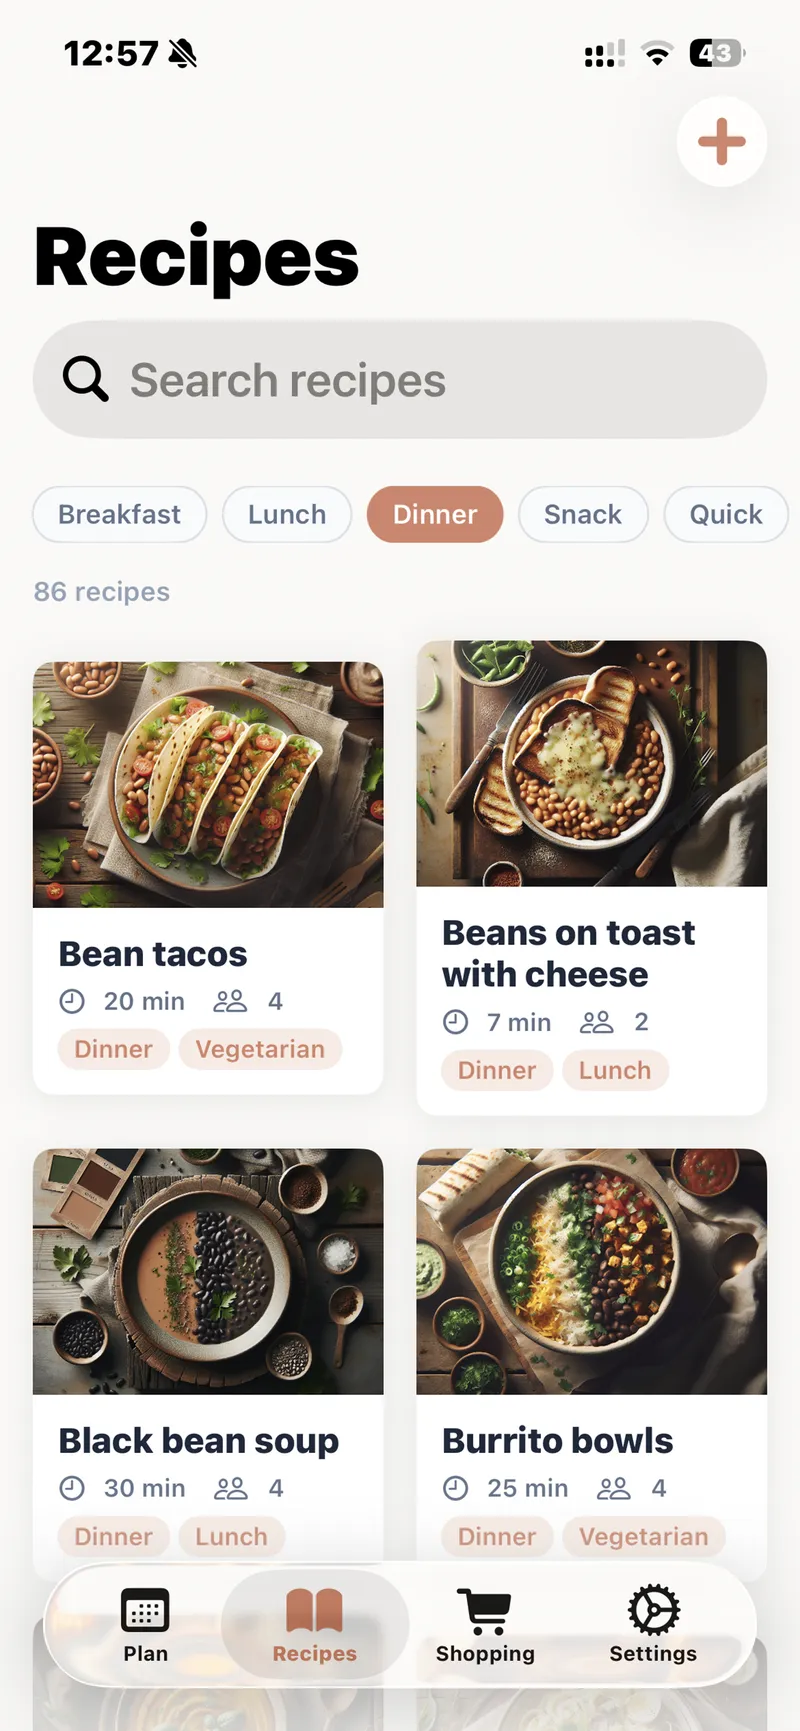 12:57
43
Recipes
Search recipes
Breakfast Lunch Dinner Snack Quick
86 recipes
Bean tacos
20 min 4
Dinner Vegetarian
Beans on toast
with cheese
7 min 2
Dinner Lunch
Black bean soup
30 min 4
Dinner Lunch
Burrito bowls
25 min 4
Dinner Vegetarian
Plan Recipes Shopping Settings